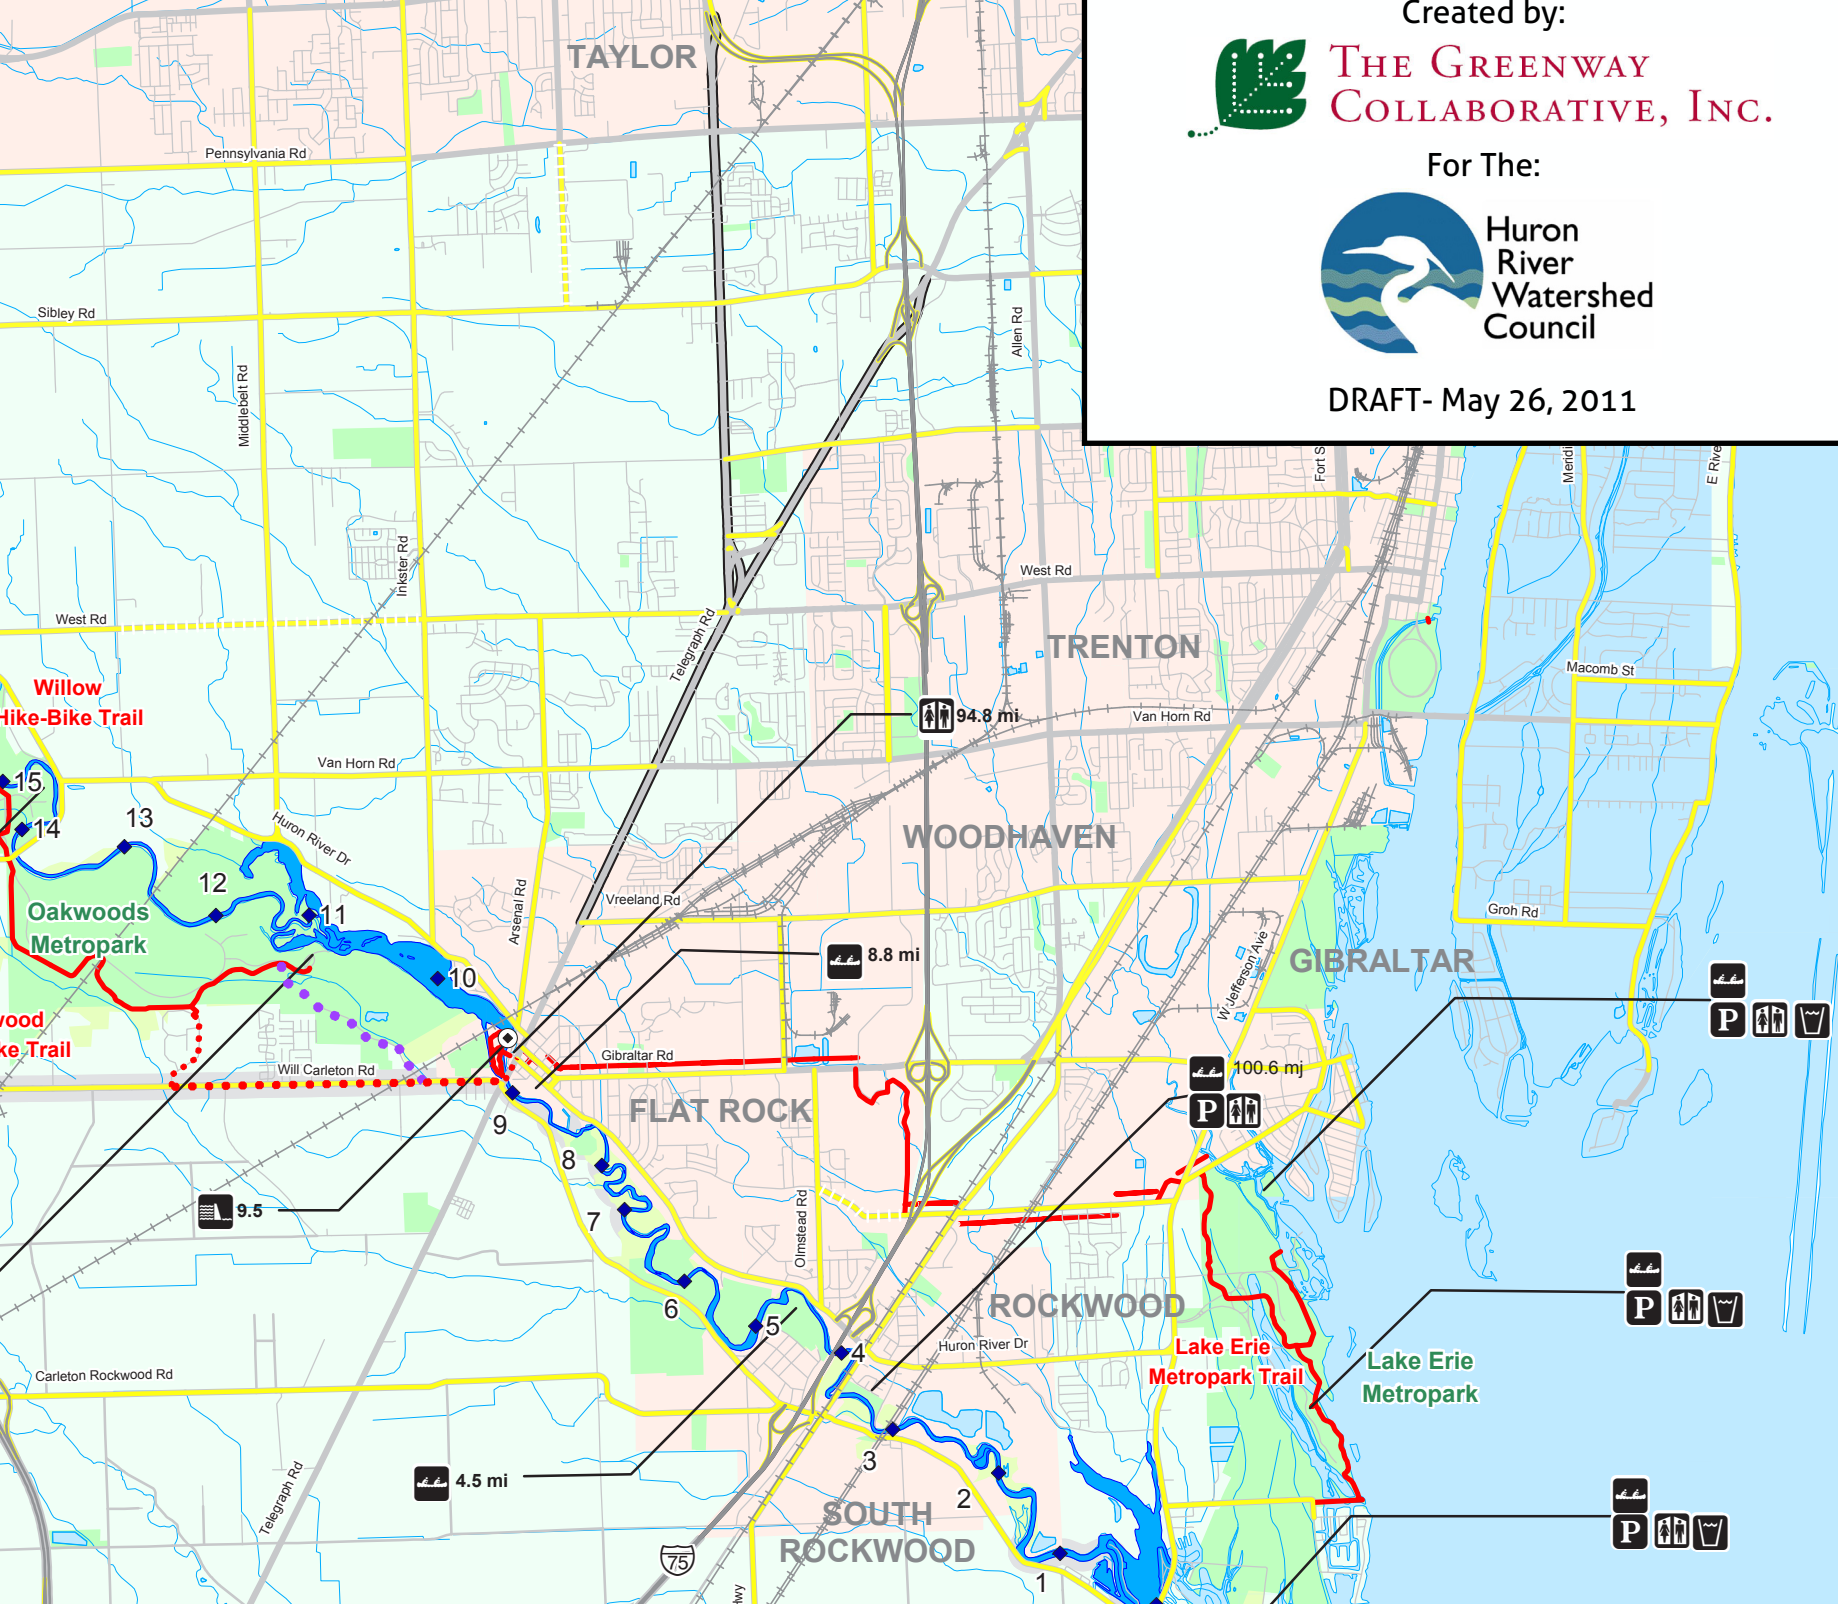 Created by:
THE GREENWAY
COLLABORATIVE, INC.
For The:
Huron
River
Watershed
Council
DRAFT- May 26, 2011
TAYLOR
Pennsylvania Rd
Sibley Rd
Middlebelt Rd
Allen Rd
Fort S
Meridi
E Rive
Inkster Rd
West Rd
West Rd
Telegraph Rd
TRENTON
Macomb St
Willow
Hike-Bike Trail
94.8 mi
Van Horn Rd
Van Horn Rd
15
14
13
Huron River Dr
WOODHAVEN
12
11
Oakwoods
Metropark
Arsenal Rd
Vreeland Rd
Groh Rd
W Jefferson Ave
GIBRALTAR
8.8 mi
10
P
wood
ke Trail
Gibraltar Rd
Will Carleton Rd
100.6 mj
P
FLAT ROCK
9
8
7
9.5
Olmstead Rd
6
5
4
ROCKWOOD
Huron River Dr
P
Lake Erie
Metropark Trail
Lake Erie
Metropark
Carleton Rockwood Rd
4.5 mi
3
2
Telegraph Rd
SOUTH
ROCKWOOD
P
75
1
Hwy